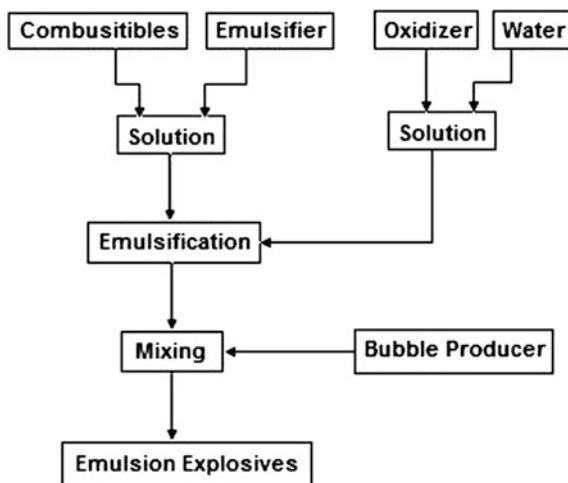 Combusitibles
Emulsifier
Oxidizer
Water
Solution
Solution
Emulsification
Mixing
Bubble Producer
Emulsion Explosives